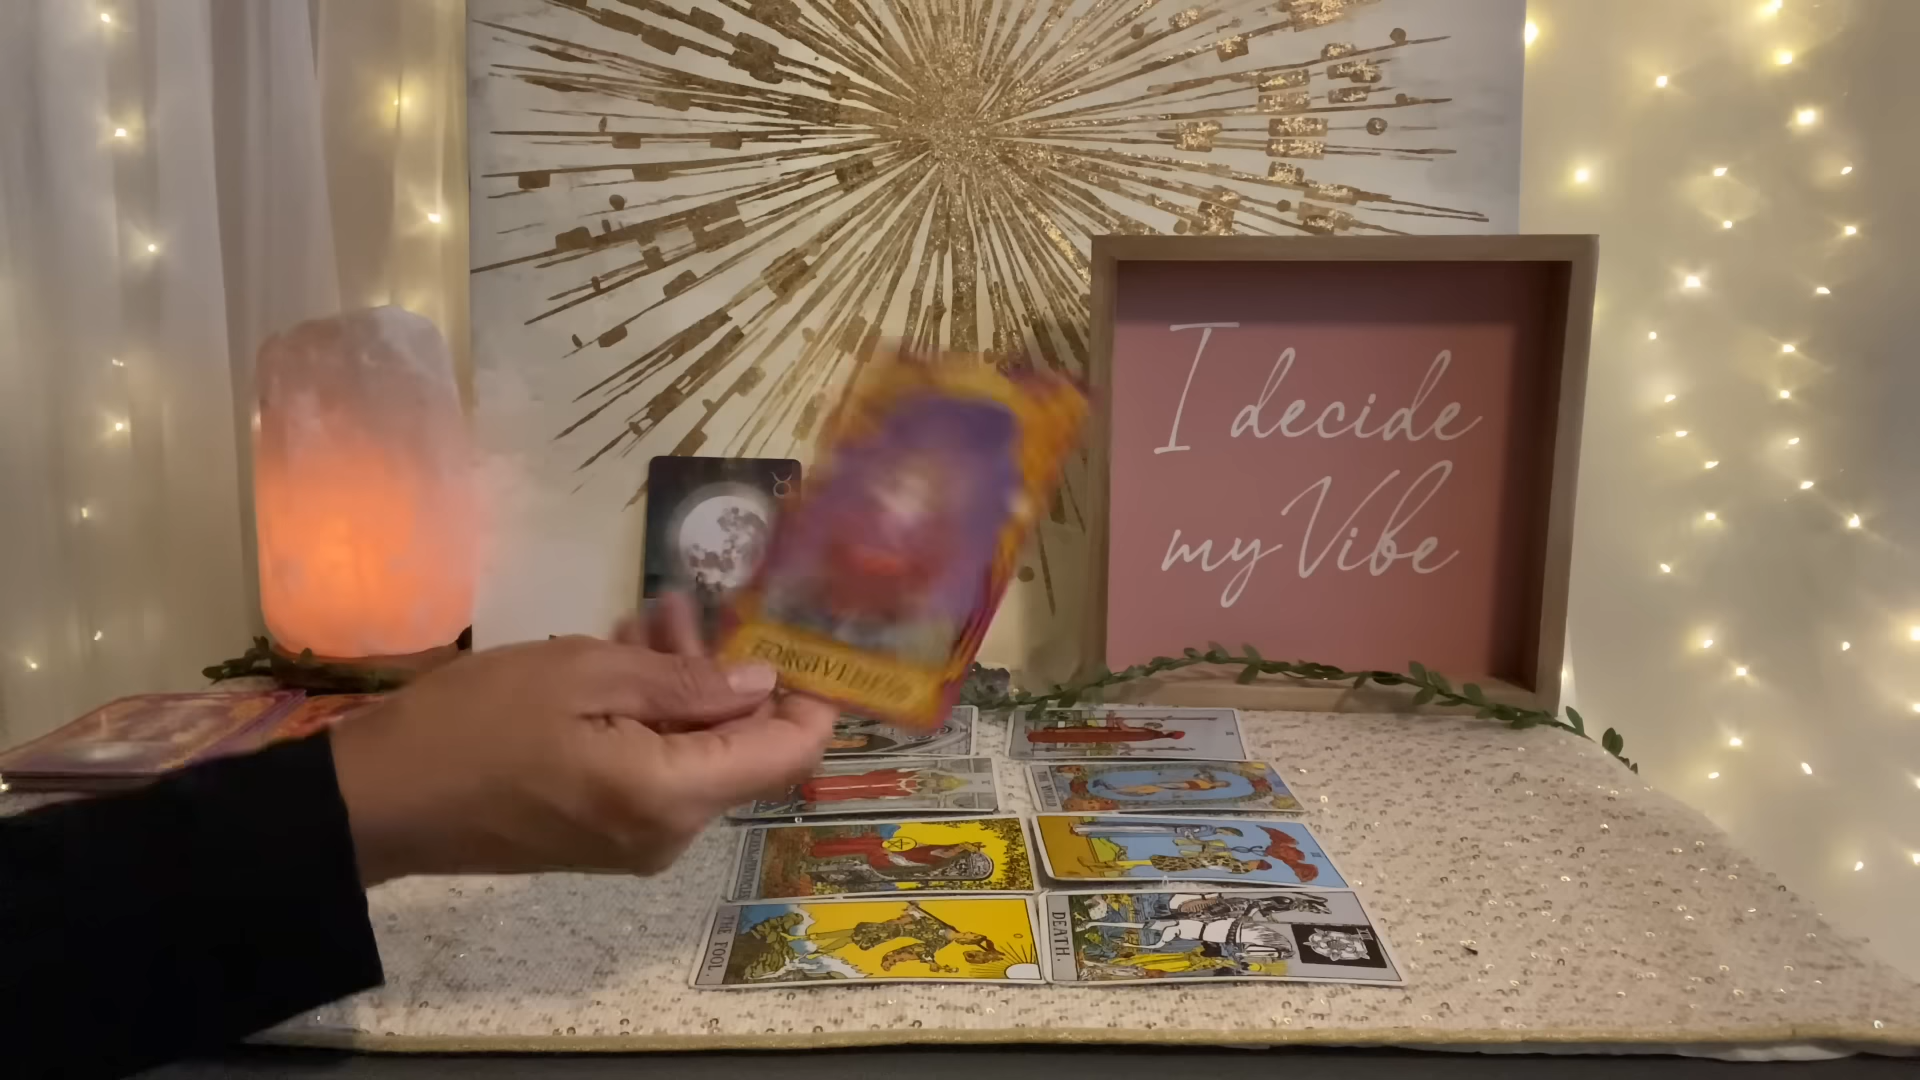 I decide
my Vibe
FORGIVENESS
THE FOOL.
DEATH.